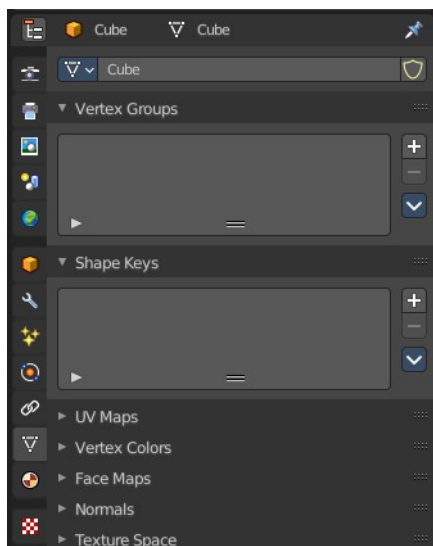 Cube Cube
Cube
Vertex Groups
Shape Keys
UV Maps
Vertex Colors
Face Maps
Normals
Texture Space